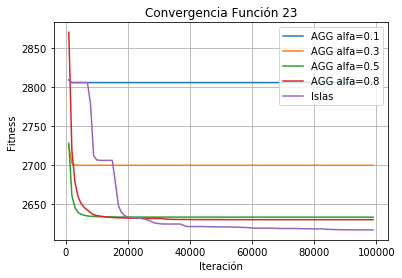 Convergencia Función 23
AGG alfa=0.1
AGG alfa=0.3
AGG alfa=0.5
AGG alfa=0.8
Islas
Fitness
2850
2800
2750
2700
2650
0
20000
40000
60000
80000
100000
Iteración